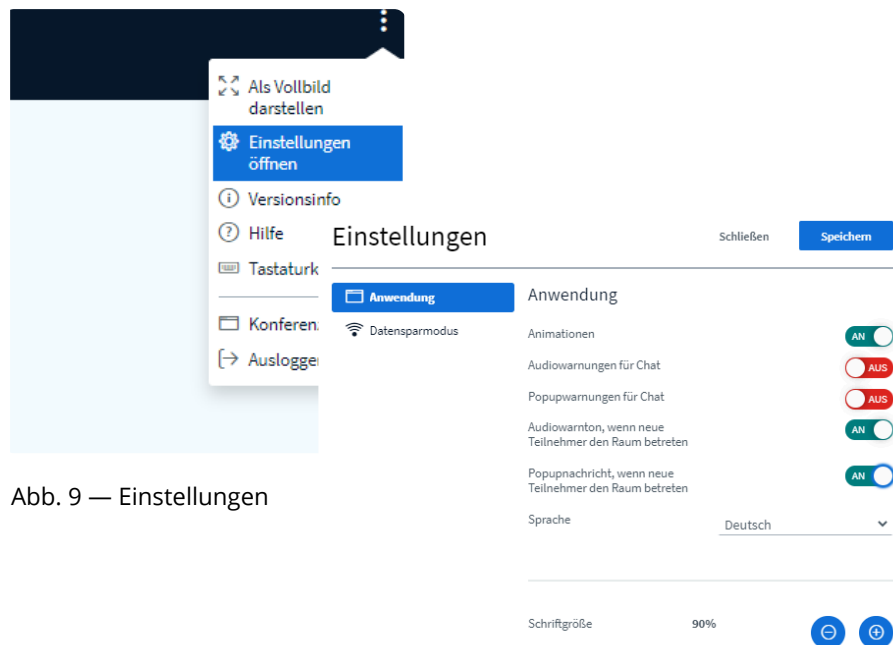 Als Vollbild
darstellen
Einstellungen
öffnen
Versionsinfo
Hilfe
Tastaturk
Konferen
Auslogge
Abb. 9 — Einstellungen
Einstellungen
Schließen
Speichern
Anwendung
Datensparmodus
Anwendung
Animationen
AN
Audiowarnungen für Chat
AUS
Popupwarnungen für Chat
AUS
Audiowarnton, wenn neue
Teilnehmer den Raum betreten
AN
Popupnachricht, wenn neue
Teilnehmer den Raum betreten
AN
Sprache
Deutsch
Schriftgröße
90%